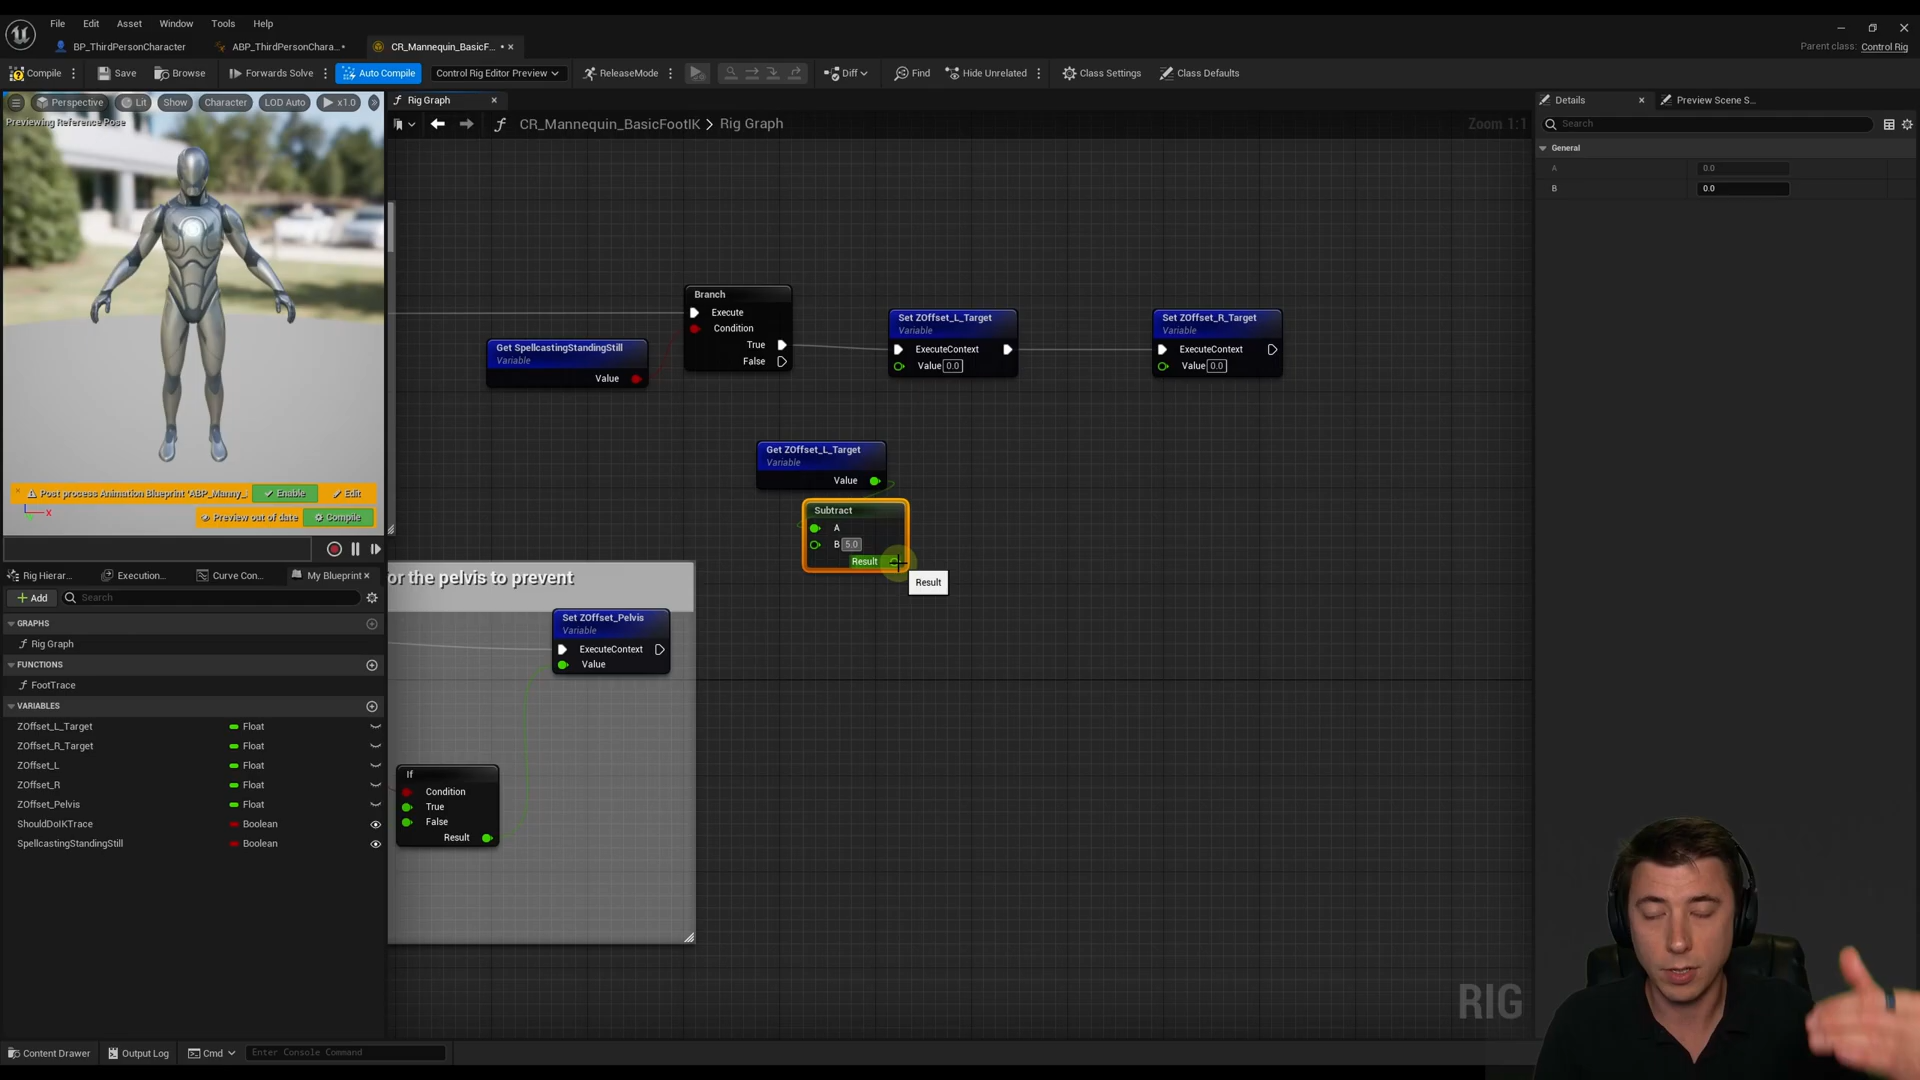 File Edit Asset Window Tools Help
BP_ThirdPersonCharacter
ABP_ThirdPersonChara...
CR_Mannequin_BasicF...
Parent class: Control Rig
Compile Save Browse Forwards Solve Auto Compile Control Rig Editor Preview ReleaseMode Diff Find Hide Unrelated Class Settings Class Defaults
Perspective Lit Show Character LOD Auto x1.0
Previewing Reference Pose
Rig Graph
CR_Mannequin_BasicFootIK > Rig Graph
Zoom 1:1
Details
Preview Scene S...
Search
General
A 0.0
B 0.0
Branch
Execute
Condition
True
False
Get SpellcastingStandingStill
Variable
Value
Set ZOffset_L_Target
Variable
ExecuteContext
Value 0.0
Set ZOffset_R_Target
Variable
ExecuteContext
Value 0.0
Get ZOffset_L_Target
Variable
Value
Subtract
A
B 5.0
Result
Result
Post process Animation Blueprint 'ABP_Manny_
Enable Edit
X
Preview out of date Compile
Rig Hierar... Execution... Curve Con... My Blueprint
Add Search
GRAPHS
Rig Graph
FUNCTIONS
FootTrace
VARIABLES
ZOffset_L_Target Float
ZOffset_R_Target Float
ZOffset_L Float
ZOffset_R Float
ZOffset_Pelvis Float
ShouldDoIKTrace Boolean
SpellcastingStandingStill Boolean
or the pelvis to prevent
Set ZOffset_Pelvis
Variable
ExecuteContext
Value
If
Condition
True
False
Result
RIG
Content Drawer Output Log Cmd Enter Console Command